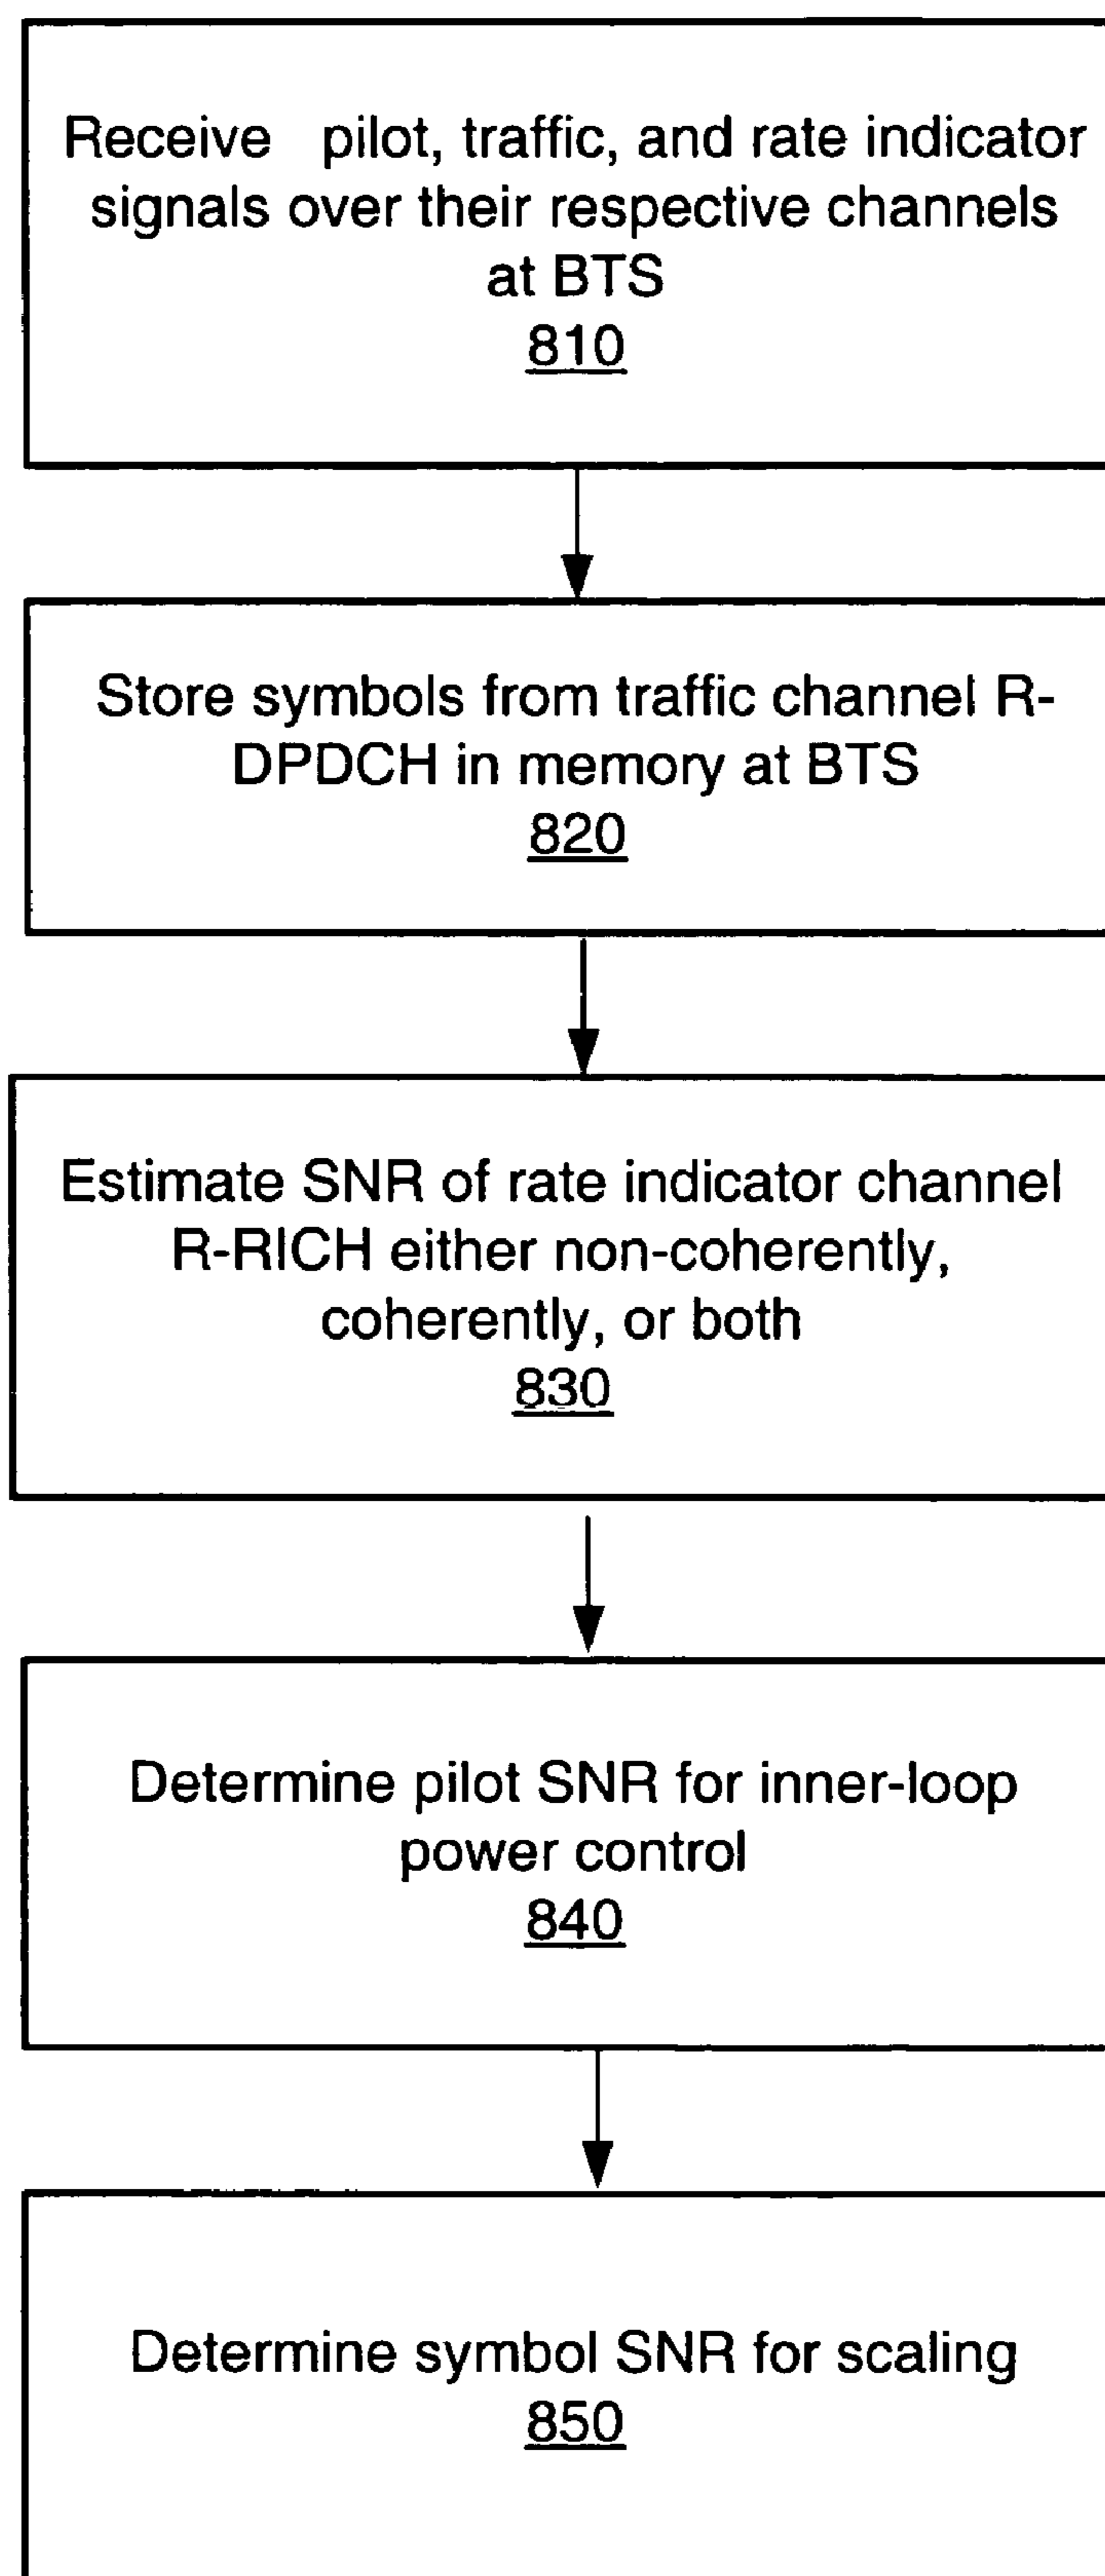 Receive pilot, traffic, and rate indicator
signals over their respective channels
at BTS
810
Store symbols from traffic channel R-
DPDCH in memory at BTS
820
Estimate SNR of rate indicator channel
R-RICH either non-coherently,
coherently, or both
830
Determine pilot SNR for inner-loop
power control
840
Determine symbol SNR for scaling
850